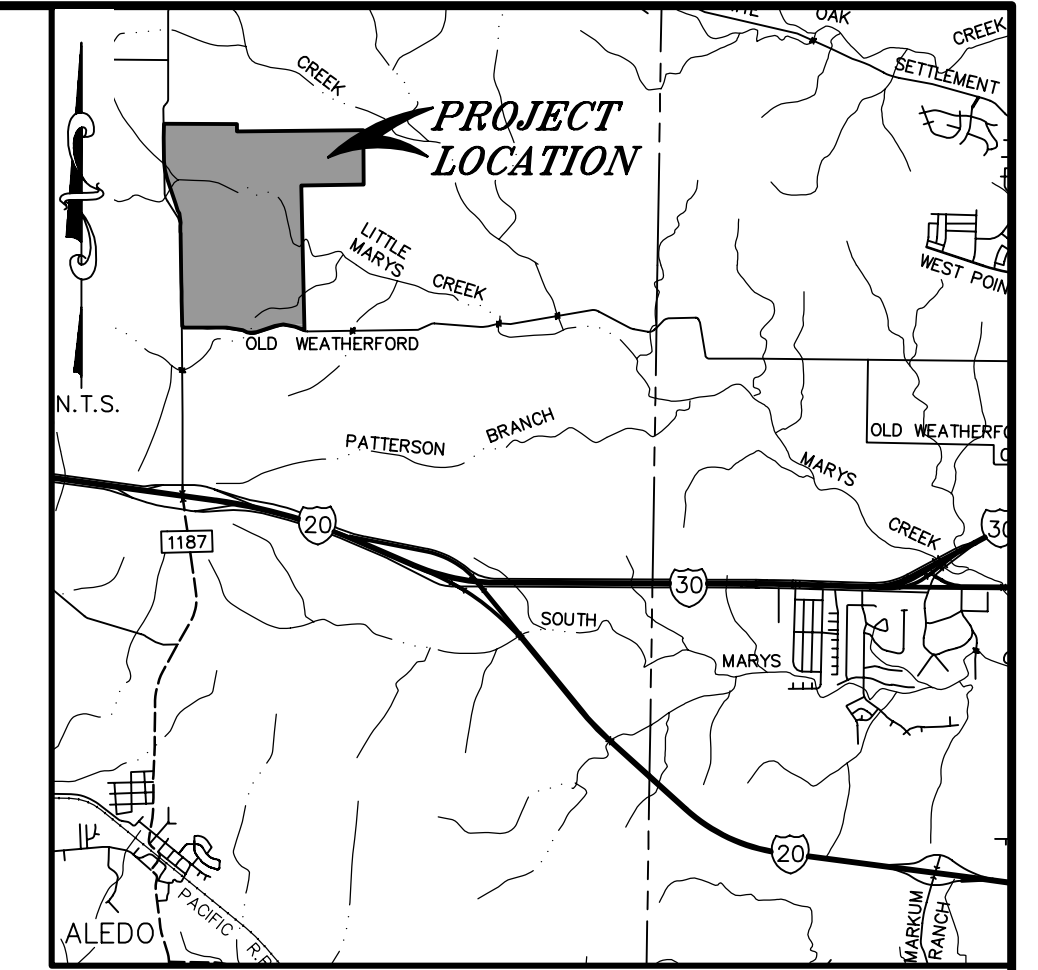 OAK
CREEK
SETTLEMENT
CREEK
PROJECT
LOCATION
LITTLE
MARYS
CREEK
WEST POIN
OLD WEATHERFORD
N.T.S.
OLD WEATHERFO
PATTERSON
BRANCH
MARYS
CREEK
20
30
1187
30
SOUTH
MARYS
20
MARKUM
RANCH
PACIFIC R.R
ALEDO